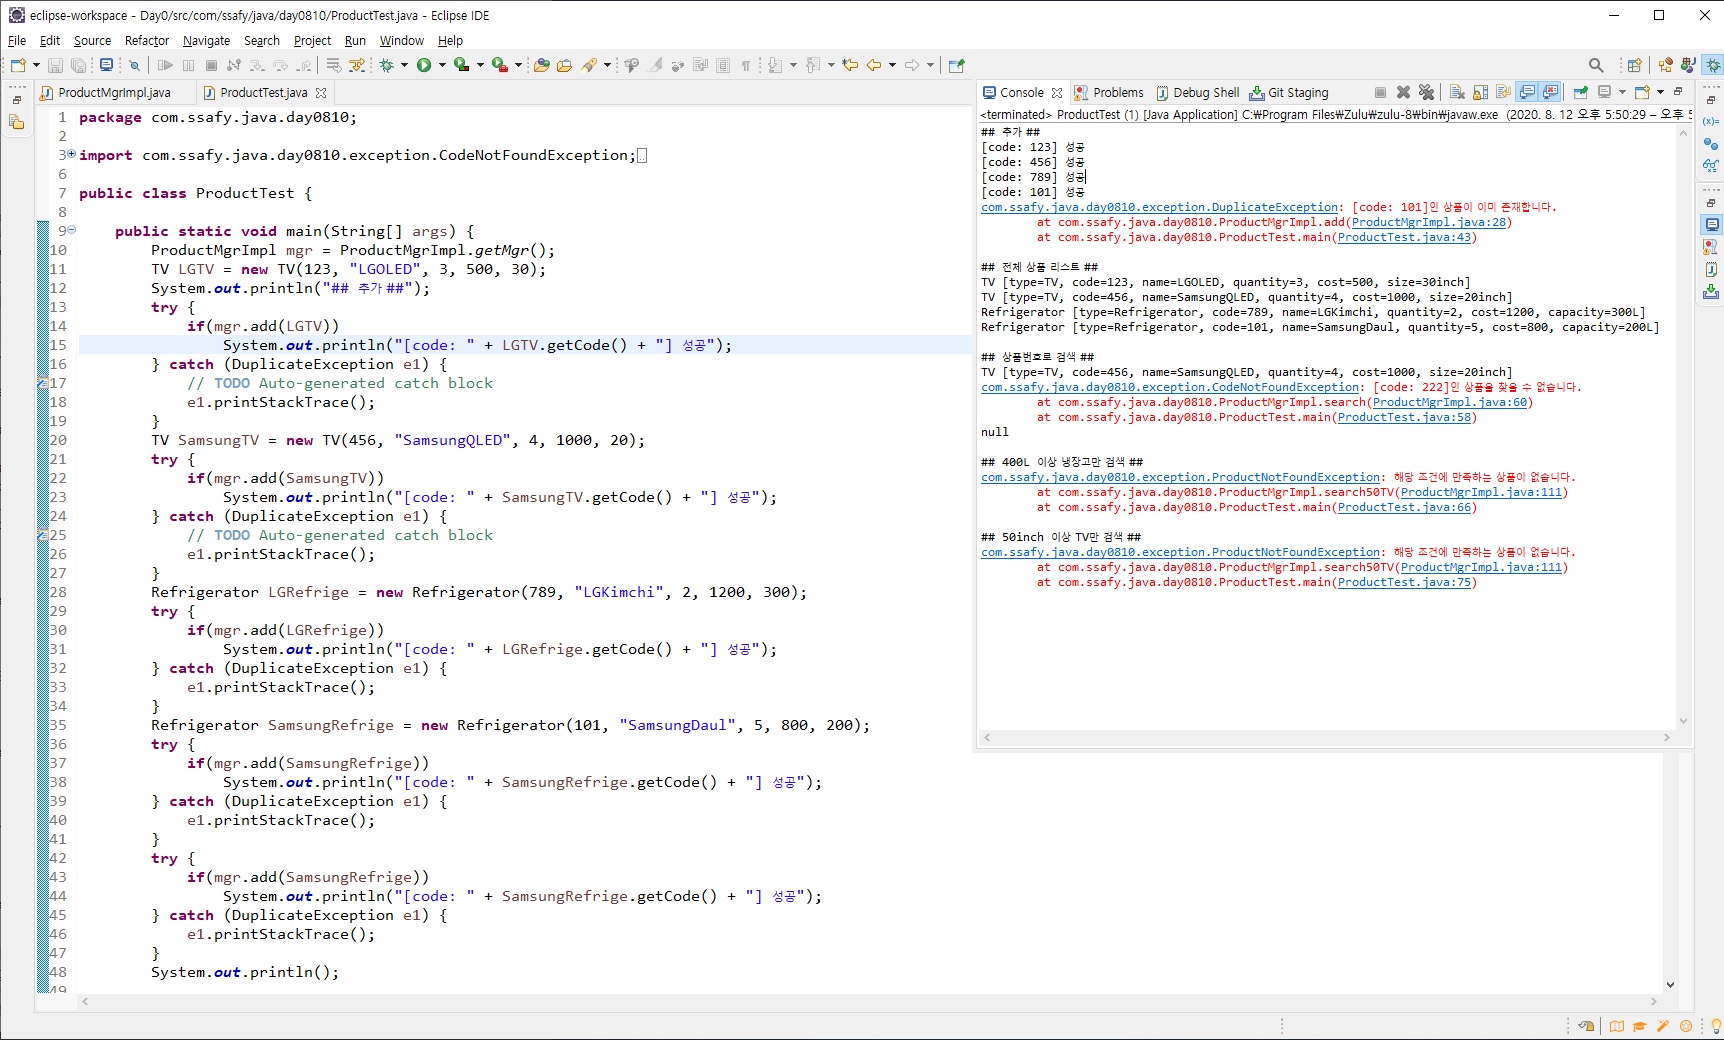 eclipse-workspace - Day0/src/com/ssafy/java/day0810/ProductTest.java - Eclipse IDE
File Edit Source Refactor Navigate Search Project Run Window Help
ProductMgrImpl.java ProductTest.java
1 package com.ssafy.java.day0810;
2
3 import com.ssafy.java.day0810.exception.CodeNotFoundException;
6
7 public class ProductTest {
8
9 public static void main(String[] args) {
10 ProductMgrImpl mgr = ProductMgrImpl.getMgr();
11 TV LGTV = new TV(123, "LGOLED", 3, 500, 30);
12 System.out.println("## 추가 ##");
13 try {
14 if(mgr.add(LGTV))
15 System.out.println("[code: " + LGTV.getCode() + "] 성공");
16 } catch (DuplicateException e1) {
17 // TODO Auto-generated catch block
18 e1.printStackTrace();
19 }
20 TV SamsungTV = new TV(456, "SamsungQLED", 4, 1000, 20);
21 try {
22 if(mgr.add(SamsungTV))
23 System.out.println("[code: " + SamsungTV.getCode() + "] 성공");
24 } catch (DuplicateException e1) {
25 // TODO Auto-generated catch block
26 e1.printStackTrace();
27 }
28 Refrigerator LGRefrige = new Refrigerator(789, "LGKimchi", 2, 1200, 300);
29 try {
30 if(mgr.add(LGRefrige))
31 System.out.println("[code: " + LGRefrige.getCode() + "] 성공");
32 } catch (DuplicateException e1) {
33 e1.printStackTrace();
34 }
35 Refrigerator SamsungRefrige = new Refrigerator(101, "SamsungDaul", 5, 800, 200);
36 try {
37 if(mgr.add(SamsungRefrige))
38 System.out.println("[code: " + SamsungRefrige.getCode() + "] 성공");
39 } catch (DuplicateException e1) {
40 e1.printStackTrace();
41 }
42 try {
43 if(mgr.add(SamsungRefrige))
44 System.out.println("[code: " + SamsungRefrige.getCode() + "] 성공");
45 } catch (DuplicateException e1) {
46 e1.printStackTrace();
47 }
48 System.out.println();
49
Console Problems Debug Shell Git Staging
<terminated> ProductTest (1) [Java Application] C:₩Program Files₩Zulu₩zulu-8₩bin₩javaw.exe (2020. 8. 12 오후 5:50:29 – 오후 5
## 추가 ##
[code: 123] 성공
[code: 456] 성공
[code: 789] 성공
[code: 101] 성공
com.ssafy.java.day0810.exception.DuplicateException: [code: 101]인 상품이 이미 존재합니다.
at com.ssafy.java.day0810.ProductMgrImpl.add(ProductMgrImpl.java:28)
at com.ssafy.java.day0810.ProductTest.main(ProductTest.java:43)
## 전체 상품 리스트 ##
TV [type=TV, code=123, name=LGOLED, quantity=3, cost=500, size=30inch]
TV [type=TV, code=456, name=SamsungQLED, quantity=4, cost=1000, size=20inch]
Refrigerator [type=Refrigerator, code=789, name=LGKimchi, quantity=2, cost=1200, capacity=300L]
Refrigerator [type=Refrigerator, code=101, name=SamsungDaul, quantity=5, cost=800, capacity=200L]
## 상품번호로 검색 ##
TV [type=TV, code=456, name=SamsungQLED, quantity=4, cost=1000, size=20inch]
com.ssafy.java.day0810.exception.CodeNotFoundException: [code: 222]인 상품을 찾을 수 없습니다.
at com.ssafy.java.day0810.ProductMgrImpl.search(ProductMgrImpl.java:60)
at com.ssafy.java.day0810.ProductTest.main(ProductTest.java:58)
null
## 400L 이상 냉장고만 검색 ##
com.ssafy.java.day0810.exception.ProductNotFoundException: 해당 조건에 만족하는 상품이 없습니다.
at com.ssafy.java.day0810.ProductMgrImpl.search50TV(ProductMgrImpl.java:111)
at com.ssafy.java.day0810.ProductTest.main(ProductTest.java:66)
## 50inch 이상 TV만 검색 ##
com.ssafy.java.day0810.exception.ProductNotFoundException: 해당 조건에 만족하는 상품이 없습니다.
at com.ssafy.java.day0810.ProductMgrImpl.search50TV(ProductMgrImpl.java:111)
at com.ssafy.java.day0810.ProductTest.main(ProductTest.java:75)